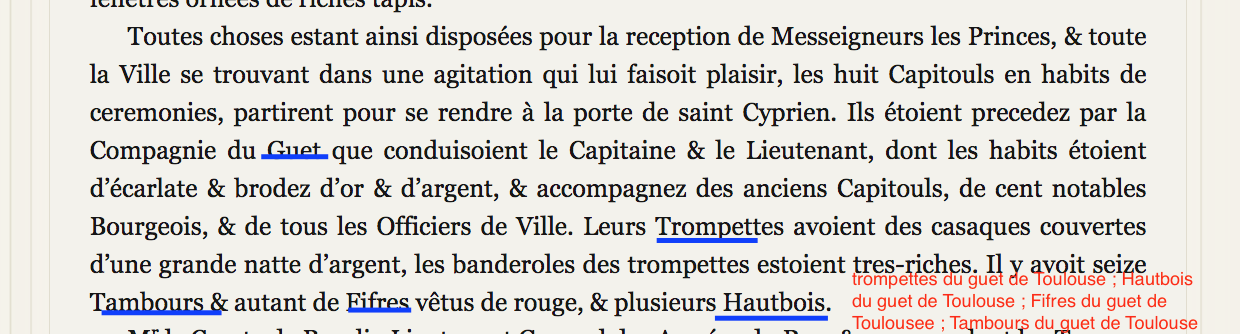 fenêtres ornées de riches tapis.
Toutes choses estant ainsi disposées pour la reception de Messeigneurs les Princes, & toute
la Ville se trouvant dans une agitation qui lui faisoit plaisir, les huit Capitouls en habits de
ceremonies, partirent pour se rendre à la porte de saint Cyprien. Ils étoient precedez par la
Compagnie du Guet que conduisoient le Capitaine & le Lieutenant, dont les habits étoient
d’écarlate & brodez d’or & d’argent, & accompagnez des anciens Capitouls, de cent notables
Bourgeois, & de tous les Officiers de Ville. Leurs Trompettes avoient des casaques couvertes
d’une grande natte d’argent, les banderoles des trompettes estoient tres-riches. Il y avoit seize
Tambours & autant de Fifres vêtus de rouge, & plusieurs Hautbois.
trompettes du guet de Toulouse ; Hautbois
du guet de Toulouse ; Fifres du guet de
Toulousee ; Tambours du guet de Toulouse